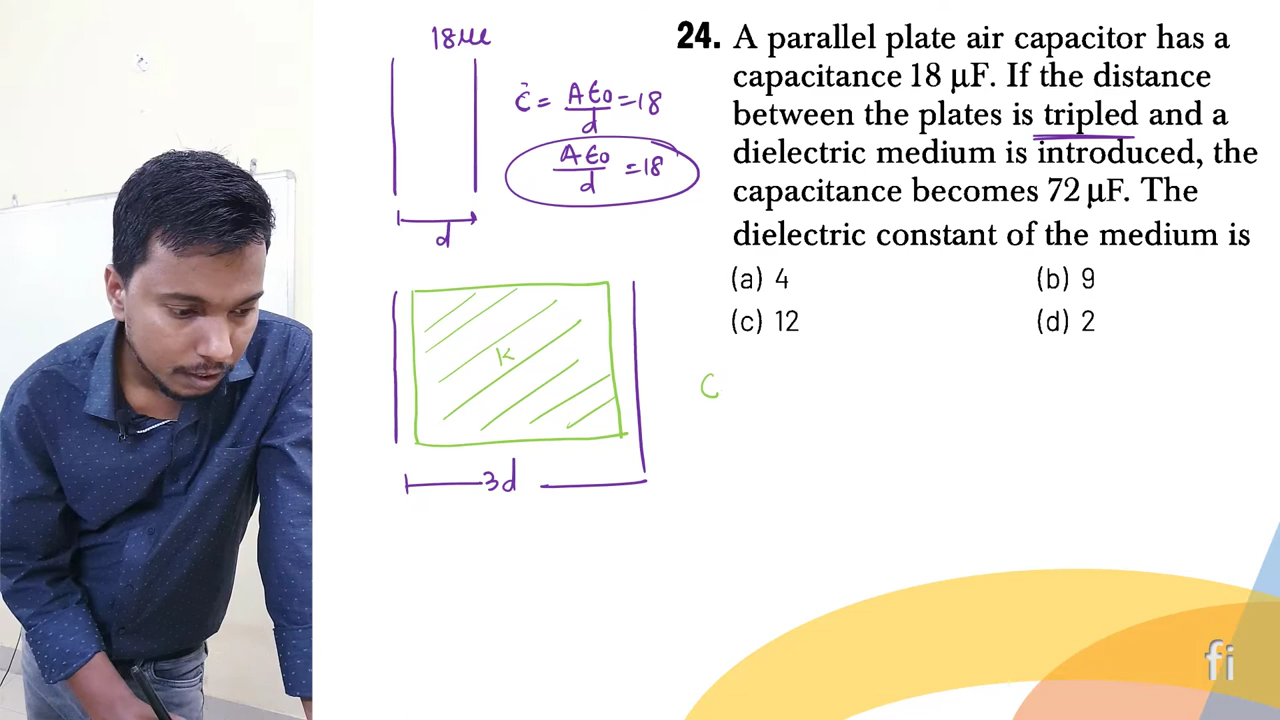 18µ
C = Aε₀/d = 18
Aε₀/d = 18
d
K
3d
C
24. A parallel plate air capacitor has a
capacitance 18 µF. If the distance
between the plates is tripled and a
dielectric medium is introduced, the
capacitance becomes 72 µF. The
dielectric constant of the medium is
(a) 4
(b) 9
(c) 12
(d) 2
fi